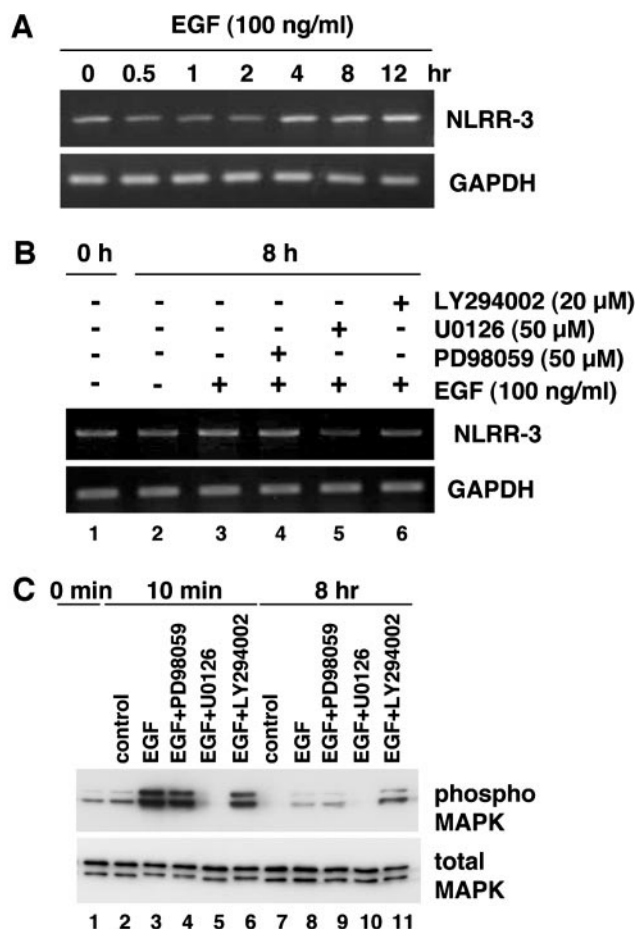 A
EGF (100 ng/ml)
0 0.5 1 2 4 8 12 hr
NLRR-3
GAPDH
B
0 h 8 h
- - - - - + LY294002 (20 µM)
- - - - + - U0126 (50 µM)
- - - + - - PD98059 (50 µM)
- - + + + + EGF (100 ng/ml)
NLRR-3
GAPDH
1 2 3 4 5 6
C 0 min 10 min 8 hr
control
EGF
EGF+PD98059
EGF+U0126
EGF+LY294002
control
EGF
EGF+PD98059
EGF+U0126
EGF+LY294002
phospho
MAPK
total
MAPK
1 2 3 4 5 6 7 8 9 10 11